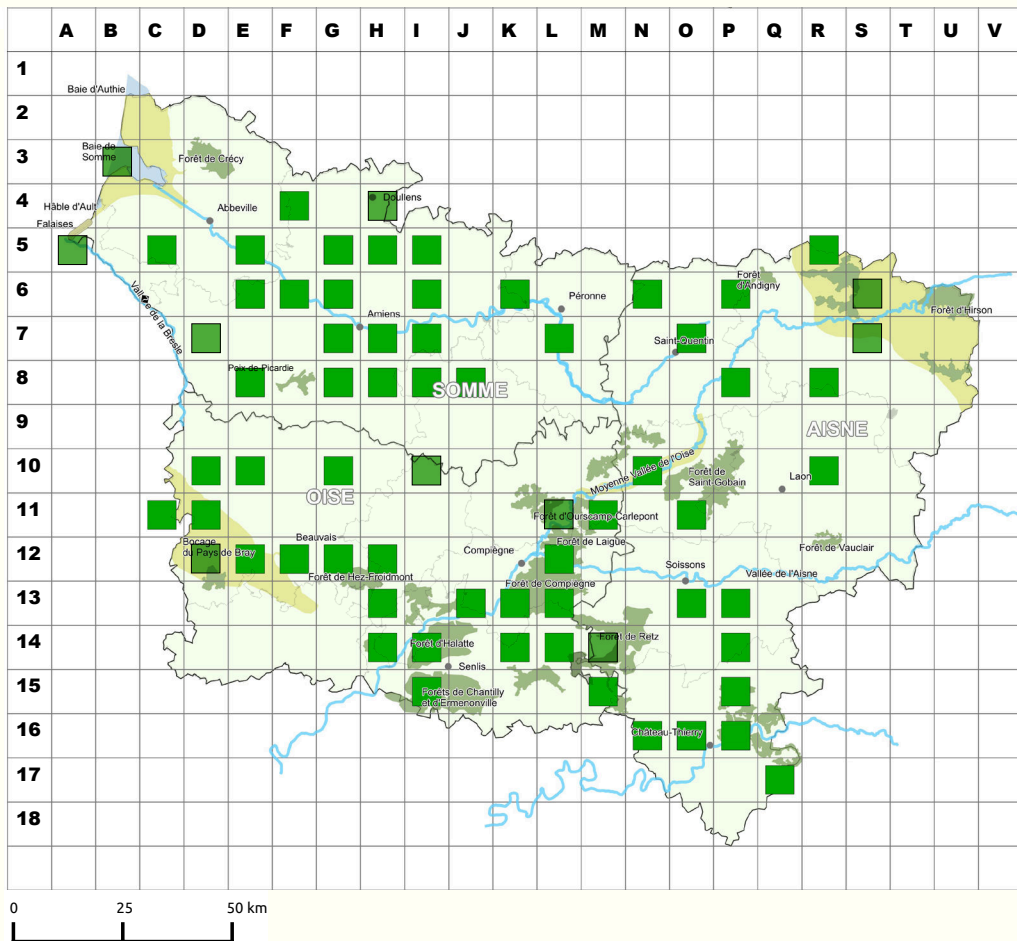 A B C D E F G H I J K L M N O P Q R S T U V
1
Baie d'Authie
2
3
Baie de
Somme
Forêt de Crécy
4
Doullens
Hâble d'Ault
Abbeville
Falaises
5
6
Forêt
d'Andigny
Vallée de la Bresle
Péronne
Amiens
Forêt d'Hirson
7
Saint-Quentin
8
Poix-de-Picardie
SOMME
9
AISNE
10
Moyenne Vallée de l'Oise
Forêt de
Saint-Gobain
Laon
OISE
11
Forêt d'Ourscamp-Carlepont
Beauvais
Bocage
du Pays de Bray
12
Compiègne
Forêt de Laigue
Forêt de Vauclair
Soissons
Forêt de Hez-Froidmont
Forêt de Compiègne
Vallée de l'Aisne
13
14
Forêt d'Halatte
Forêt de Retz
Senlis
15
Forêts de Chantilly
et d'Ermenonville
16
Château-Thierry
17
18
0 25 50 km